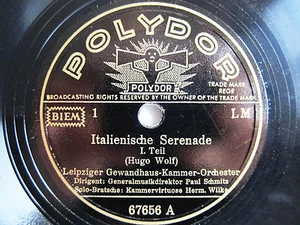 POLYDOR
POLYDOR
TRADE MARK
REGD
BROADCASTING RIGHTS RESERVED BY THE OWNER OF THE TRADE MARK
BIEM 1 LM
Italienische Serenade
I. Teil
(Hugo Wolf)
Leipziger Gewandhaus-Kammer-Orchester
Dirigent: Generalmusikdirektor Paul Schmitz
Solo-Bratsche: Kammervirtuose Herm. Wilke
67656 A